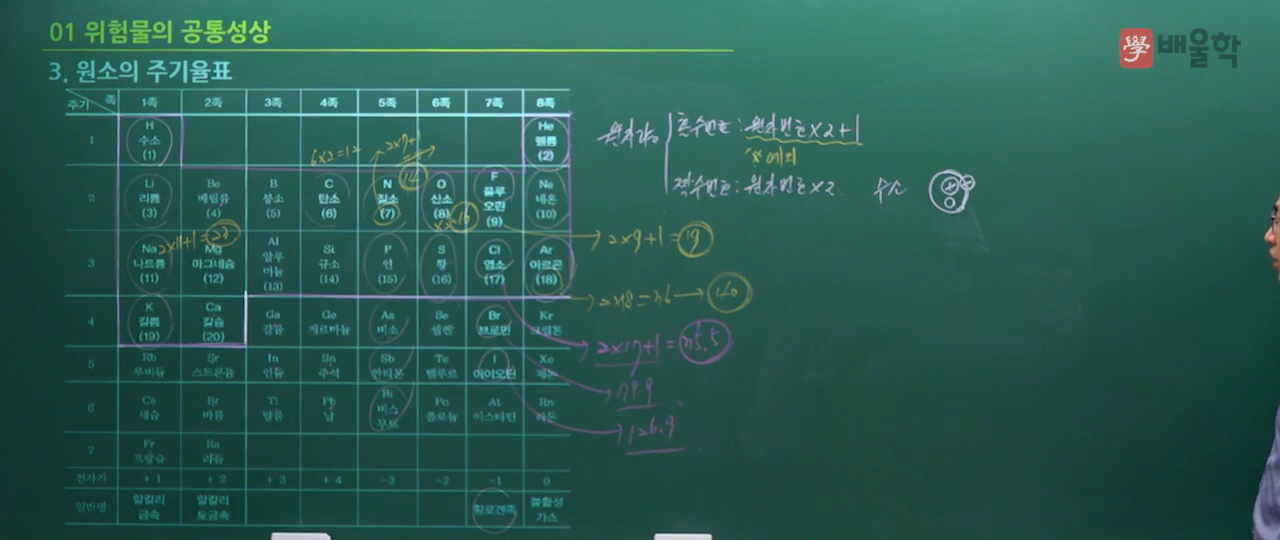 01 위험물의 공통성상
學 배울학
3. 원소의 주기율표
주기 족 1족 2족 3족 4족 5족 6족 7족 8족
1 H 수소 (1) He 헬륨 (2)
2 Li 리튬 (3) Be 베릴륨 (4) B 붕소 (5) C 탄소 (6) N 질소 (7) O 산소 (8) F 플루오린 (9) Ne 네온 (10)
3 Na 나트륨 (11) Mg 마그네슘 (12) Al 알루미늄 (13) Si 규소 (14) P 인 (15) S 황 (16) Cl 염소 (17) Ar 아르곤 (18)
4 K 칼륨 (19) Ca 칼슘 (20) Ga 갈륨 Ge 게르마늄 As 비소 Se 셀렌 Br 브로민 Kr 크립톤
5 Rb 루비듐 Sr 스트론튬 In 인듐 Sn 주석 Sb 안티몬 Te 텔루르 I 아이오딘 Xe 제논
6 Cs 세슘 Br 바륨 Tl 탈륨 Pb 납 Bi 비스무트 Po 폴로늄 At 아스타틴 Rn 라돈
7 Fr 프랑슘 Ra 라듐
전자가 +1 +2 +3 +4 -3 -2 -1 0
일반명 알칼리금속 알칼리토금속 할로겐족 불활성가스
원자량
홀수번호 : 원자번호×2+1
※예외
짝수번호 : 원자번호×2
수소
6×2=12
2×7+1
14
×2=16
2×11+1=23
2×9+1=19
2×18=36→40
2×17+1=35.5
79.9
126.9